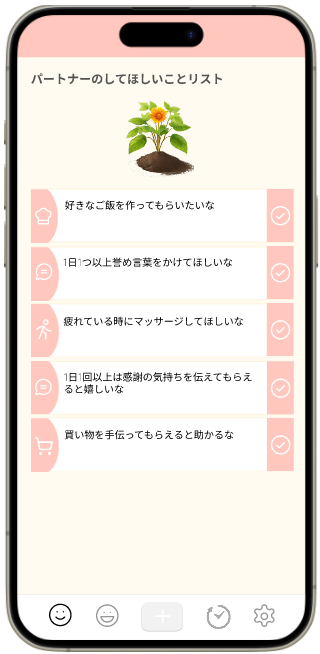 パートナーのしてほしいことリスト
好きなご飯を作ってもらいたいな
1日1つ以上誉め言葉をかけてほしいな
疲れている時にマッサージしてほしいな
1日1回以上は感謝の気持ちを伝えてもらえ
ると嬉しいな
買い物を手伝ってもらえると助かるな